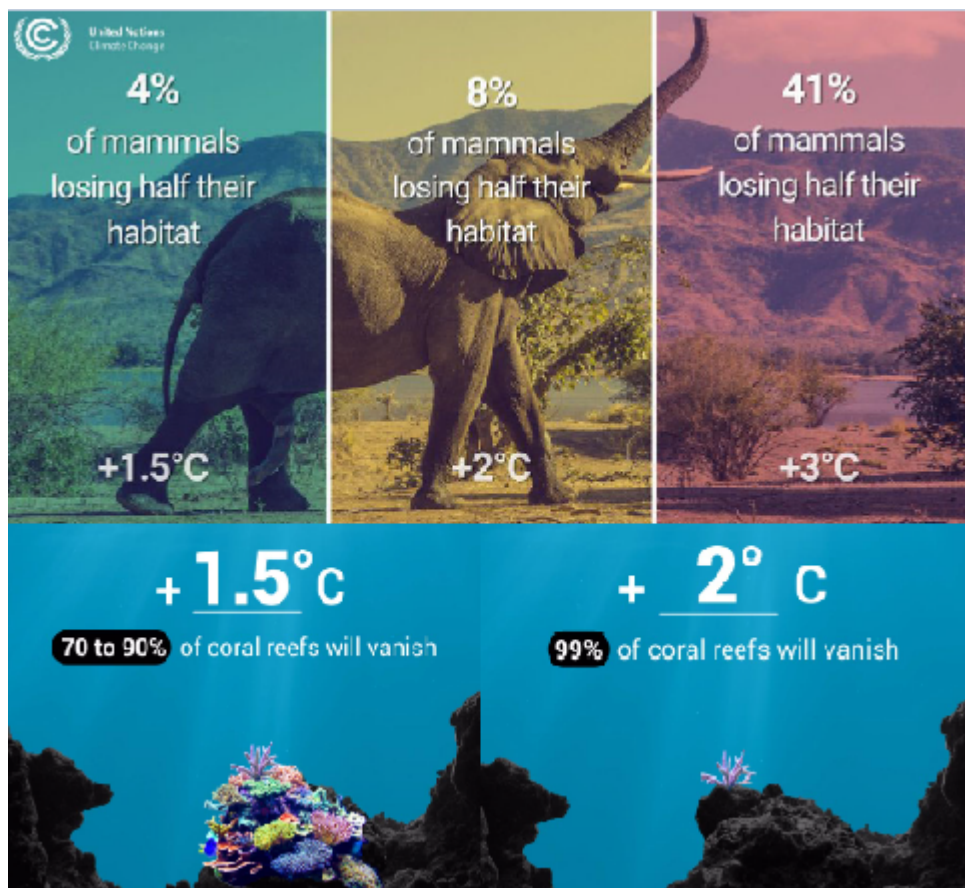 United Nations
Climate Change
4%
of mammals
losing half their
habitat
+1.5°C
8%
of mammals
losing half their
habitat
+2°C
41%
of mammals
losing half their
habitat
+3°C
+ 1.5° C
70 to 90% of coral reefs will vanish
+ 2° C
99% of coral reefs will vanish